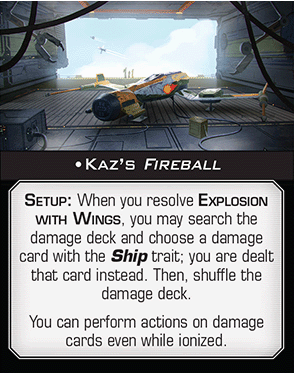 •Kaz's Fireball
Setup: When you resolve Explosion
with Wings, you may search the
damage deck and choose a damage
card with the Ship trait; you are dealt
that card instead. Then, shuffle the
damage deck.
You can perform actions on damage
cards even while ionized.